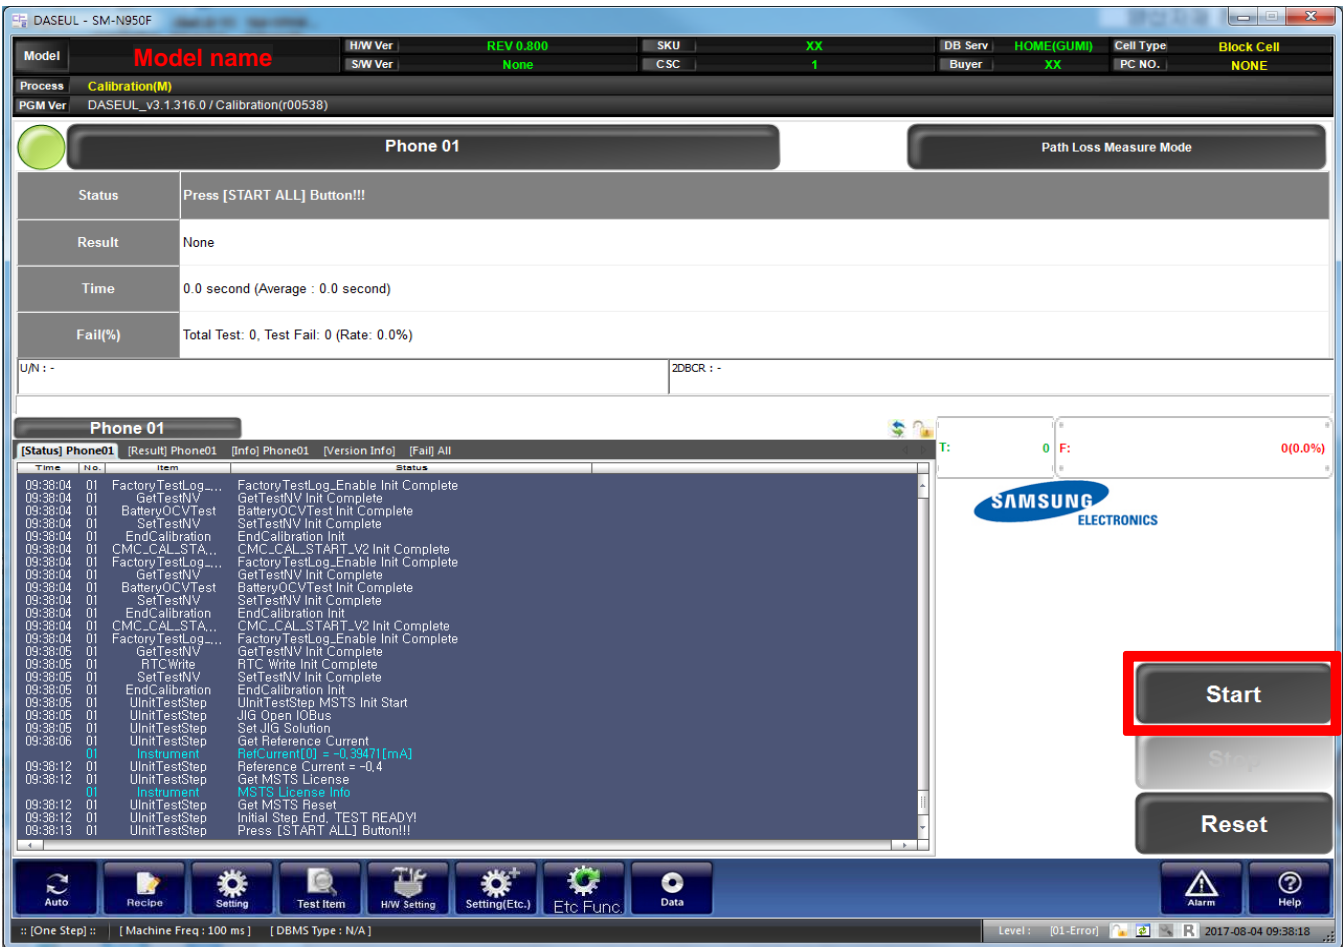 DASEUL - SM-N950F
Model
Model name
H/W Ver
REV 0.800
SKU
XX
DB Serv
HOME(GUMI)
Cell Type
Block Cell
S/W Ver
None
CSC
1
Buyer
XX
PC NO.
NONE
Process
Calibration(M)
PGM Ver
DASEUL_v3.1.316.0 / Calibration(r00538)
Phone 01
Path Loss Measure Mode
Status
Press [START ALL] Button!!!
Result
None
Time
0.0 second (Average : 0.0 second)
Fail(%)
Total Test: 0, Test Fail: 0 (Rate: 0.0%)
U/N : -
2DBCR : -
Phone 01
T: 0 F: 0(0.0%)
[Status] Phone01 [Result] Phone01 [Info] Phone01 [Version Info] [Fail] All
Time No. Item Status
09:38:04 01 FactoryTestLog_... FactoryTestLog_Enable Init Complete
09:38:04 01 GetTestNV GetTestNV Init Complete
09:38:04 01 BatteryOCVTest BatteryOCVTest Init Complete
09:38:04 01 SetTestNV SetTestNV Init Complete
09:38:04 01 EndCalibration EndCalibration Init
09:38:04 01 CMC_CAL_STA... CMC_CAL_START_V2 Init Complete
09:38:04 01 FactoryTestLog_... FactoryTestLog_Enable Init Complete
09:38:04 01 GetTestNV GetTestNV Init Complete
09:38:04 01 BatteryOCVTest BatteryOCVTest Init Complete
09:38:04 01 SetTestNV SetTestNV Init Complete
09:38:04 01 EndCalibration EndCalibration Init
09:38:04 01 CMC_CAL_STA... CMC_CAL_START_V2 Init Complete
09:38:04 01 FactoryTestLog_... FactoryTestLog_Enable Init Complete
09:38:05 01 GetTestNV GetTestNV Init Complete
09:38:05 01 RTCWrite RTC Write Init Complete
09:38:05 01 SetTestNV SetTestNV Init Complete
09:38:05 01 EndCalibration EndCalibration Init
09:38:05 01 UInitTestStep UInitTestStep MSTS Init Start
09:38:05 01 UInitTestStep JIG Open IOBus
09:38:05 01 UInitTestStep Set JIG Solution
09:38:06 01 UInitTestStep Get Reference Current
01 Instrument RefCurrent[0] = -0,39471[mA]
09:38:12 01 UInitTestStep Reference Current = -0,4
09:38:12 01 UInitTestStep Get MSTS License
01 Instrument MSTS License Info
09:38:12 01 UInitTestStep Get MSTS Reset
09:38:12 01 UInitTestStep Initial Step End, TEST READY!
09:38:13 01 UInitTestStep Press [START ALL] Button!!!
SAMSUNG
ELECTRONICS
Start
Stop
Reset
Auto
Recipe
Setting
Test Item
H/W Setting
Setting(Etc.)
Etc Func.
Data
Alarm
Help
:: [One Step] :: [ Machine Freq : 100 ms ] [ DBMS Type : N/A ]
Level : [01-Error]
R
2017-08-04 09:38:18